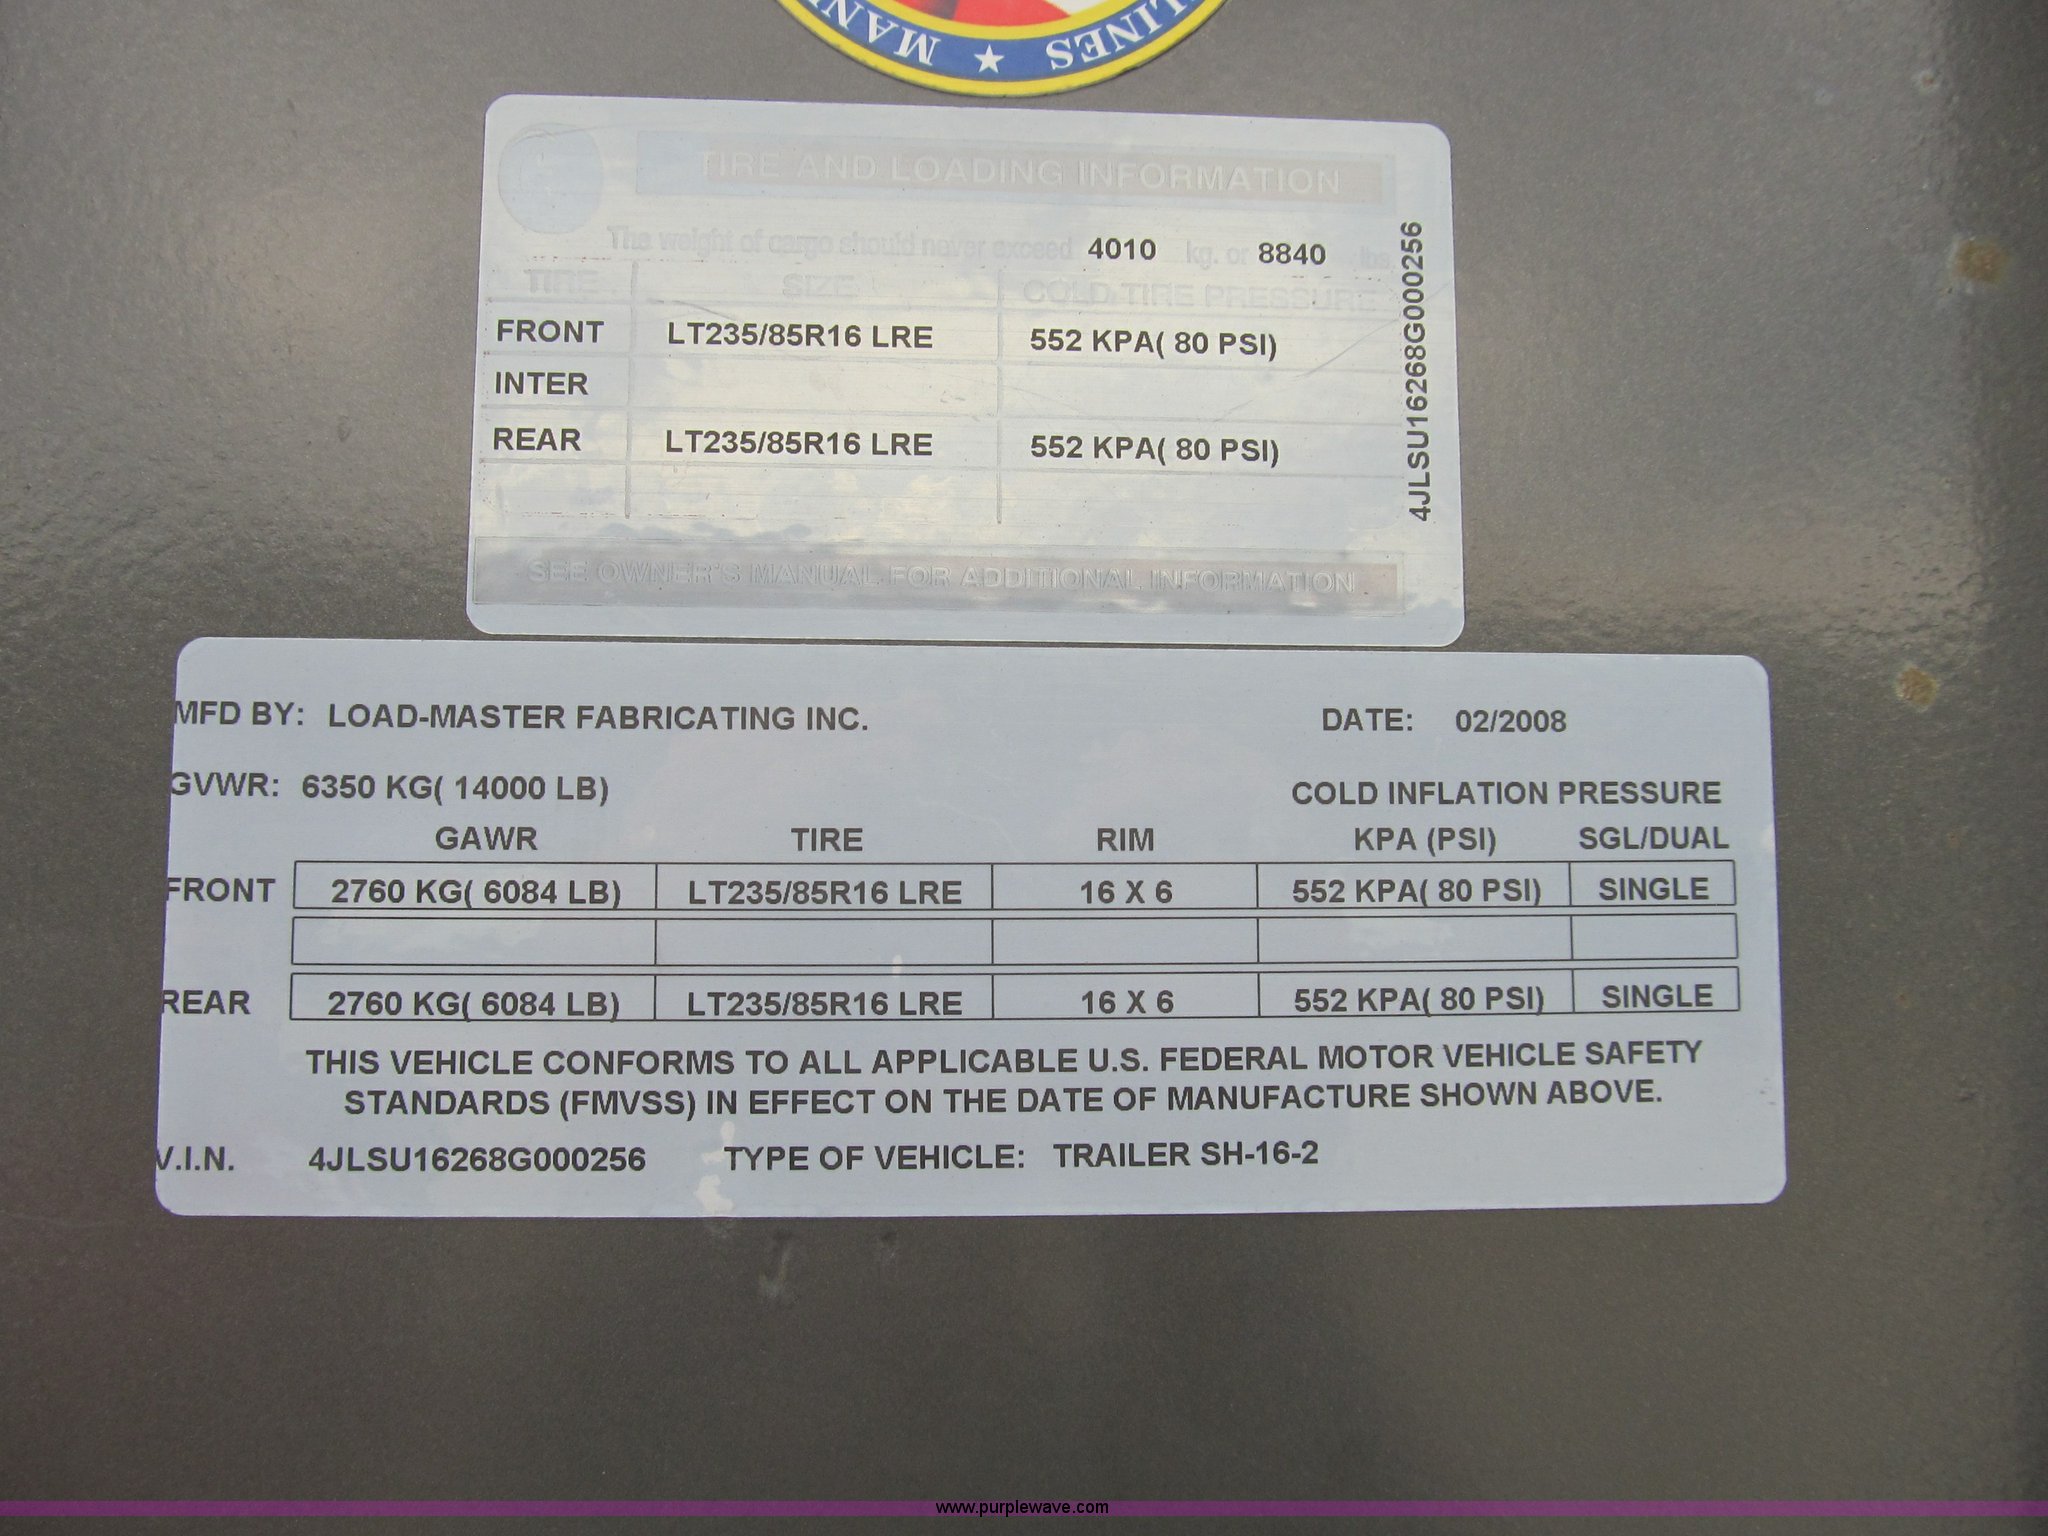 LINES ★ MAN
TIRE AND LOADING INFORMATION
The weight of cargo should never exceed 4010 kg. or 8840 lbs.
TIRE SIZE COLD TIRE PRESSURE
FRONT LT235/85R16 LRE 552 KPA( 80 PSI)
INTER
REAR LT235/85R16 LRE 552 KPA( 80 PSI)
SEE OWNER'S MANUAL FOR ADDITIONAL INFORMATION
4JLSU16268G000256
MFD BY: LOAD-MASTER FABRICATING INC. DATE: 02/2008
GVWR: 6350 KG( 14000 LB) COLD INFLATION PRESSURE
GAWR TIRE RIM KPA (PSI) SGL/DUAL
FRONT 2760 KG( 6084 LB) LT235/85R16 LRE 16 X 6 552 KPA( 80 PSI) SINGLE
REAR 2760 KG( 6084 LB) LT235/85R16 LRE 16 X 6 552 KPA( 80 PSI) SINGLE
THIS VEHICLE CONFORMS TO ALL APPLICABLE U.S. FEDERAL MOTOR VEHICLE SAFETY
STANDARDS (FMVSS) IN EFFECT ON THE DATE OF MANUFACTURE SHOWN ABOVE.
V.I.N. 4JLSU16268G000256 TYPE OF VEHICLE: TRAILER SH-16-2
www.purplewave.com